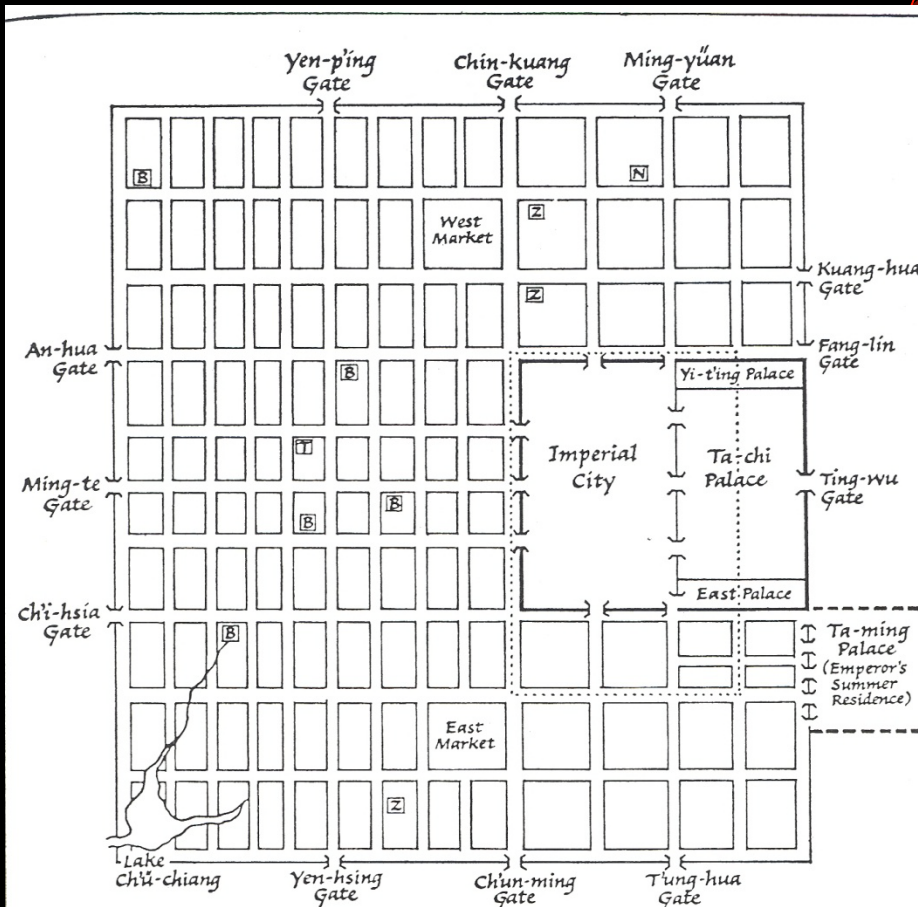 Yen-p'ing
Gate
Chin-kuang
Gate
Ming-yüan
Gate
B
N
West
Market
Z
Kuang-hua
Gate
Z
An-hua
Gate
Fang-lin
Gate
B
Yi-t'ing Palace
T
Imperial
City
Ta-chi
Palace
Ming-te
Gate
Ting-wu
Gate
B
B
East Palace
Ch'i-hsia
Gate
B
Ta-ming
Palace
(Emperor's
Summer
Residence)
East
Market
Z
Lake
Ch'ü-chiang
Yen-hsing
Gate
Ch'un-ming
Gate
T'ung-hua
Gate